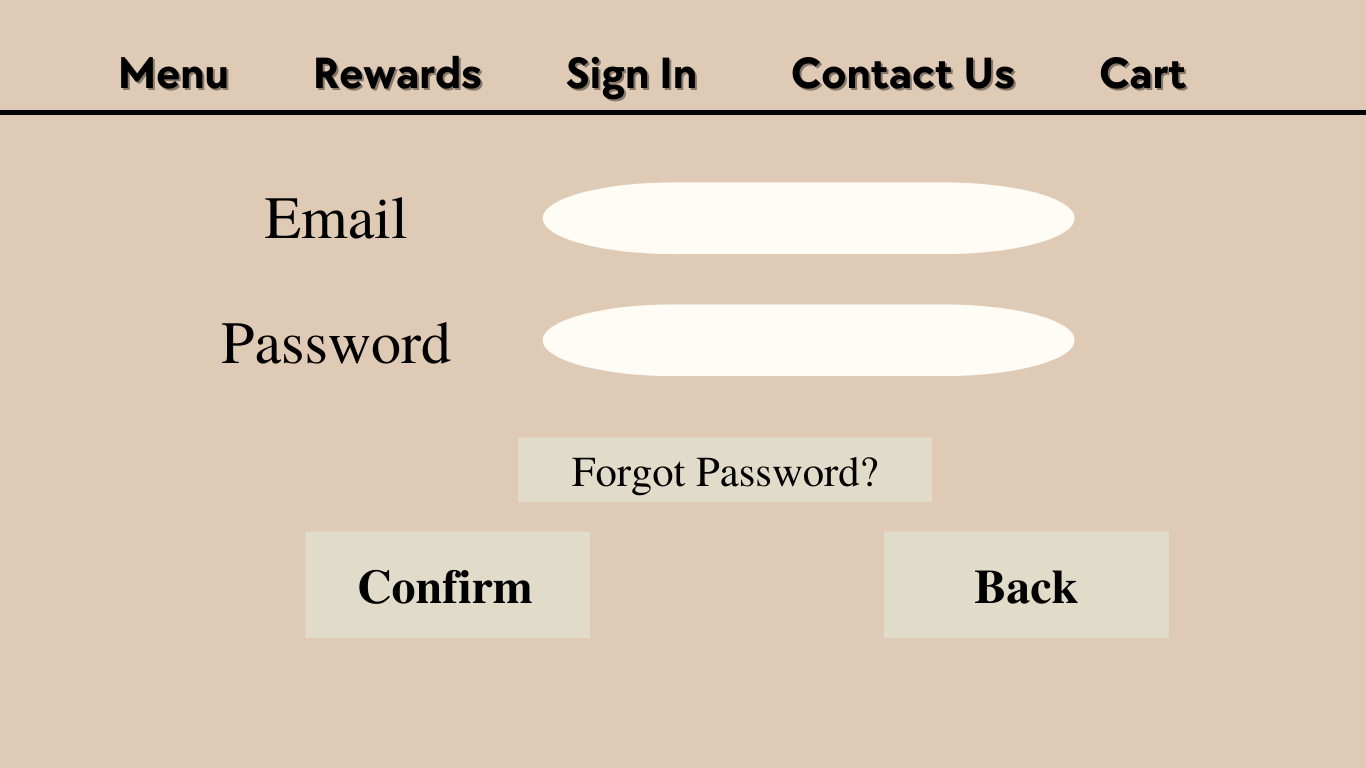 Menu Rewards Sign In Contact Us Cart
Email
Password
Forgot Password?
Confirm Back